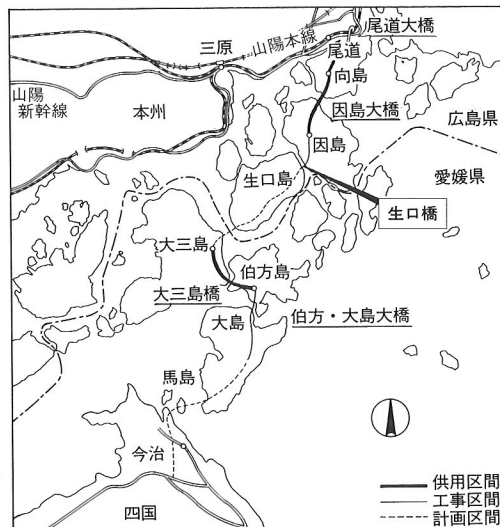 尾道大橋
山陽本線
尾道
三原
向島
山陽
新幹線
本州
因島大橋
広島県
因島
愛媛県
生口島
生口橋
大三島
伯方島
大三島橋
大島
伯方・大島大橋
馬島
今治
四国
供用区間
工事区間
計画区間